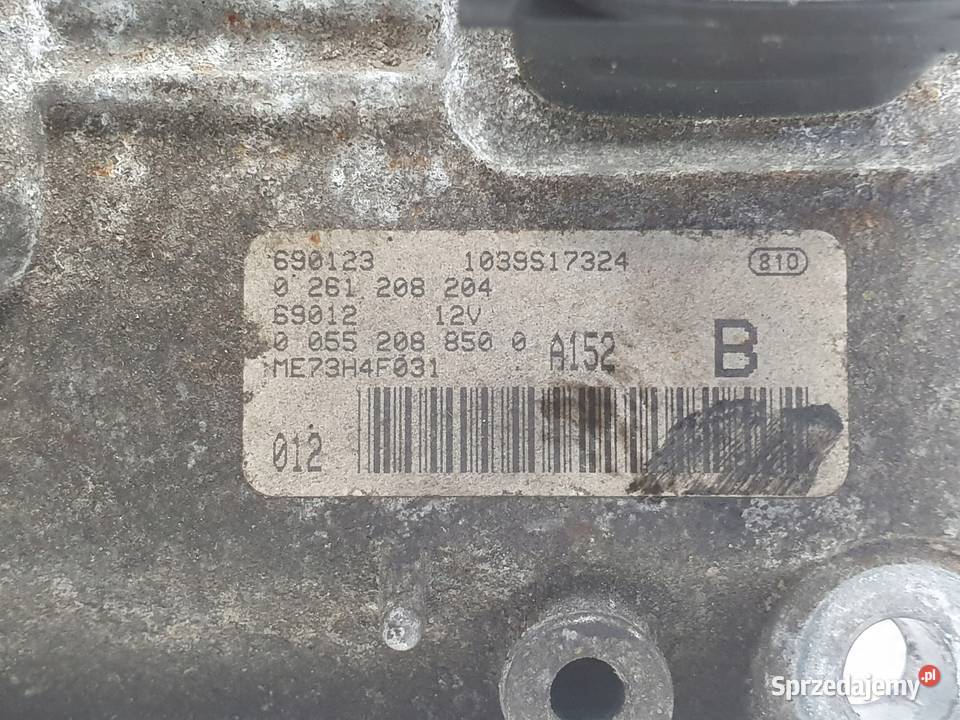 690123 1039S17324 810
0 261 208 204
69012 12V
0 055 208 850 0 A152 B
ME73H4F031
012
Sprzedajemy.pl